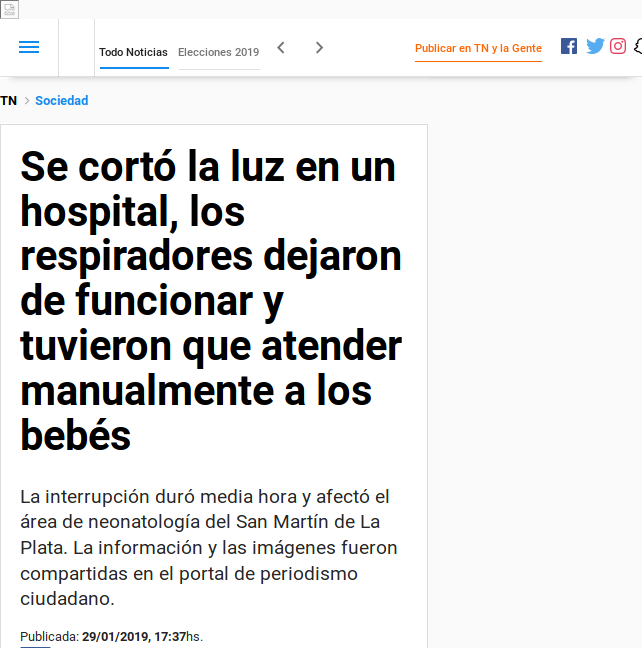 Todo Noticias Elecciones 2019 Publicar en TN y la Gente
TN > Sociedad
Se cortó la luz en un
hospital, los
respiradores dejaron
de funcionar y
tuvieron que atender
manualmente a los
bebés
La interrupción duró media hora y afectó el
área de neonatología del San Martín de La
Plata. La información y las imágenes fueron
compartidas en el portal de periodismo
ciudadano.
Publicada: 29/01/2019, 17:37hs.